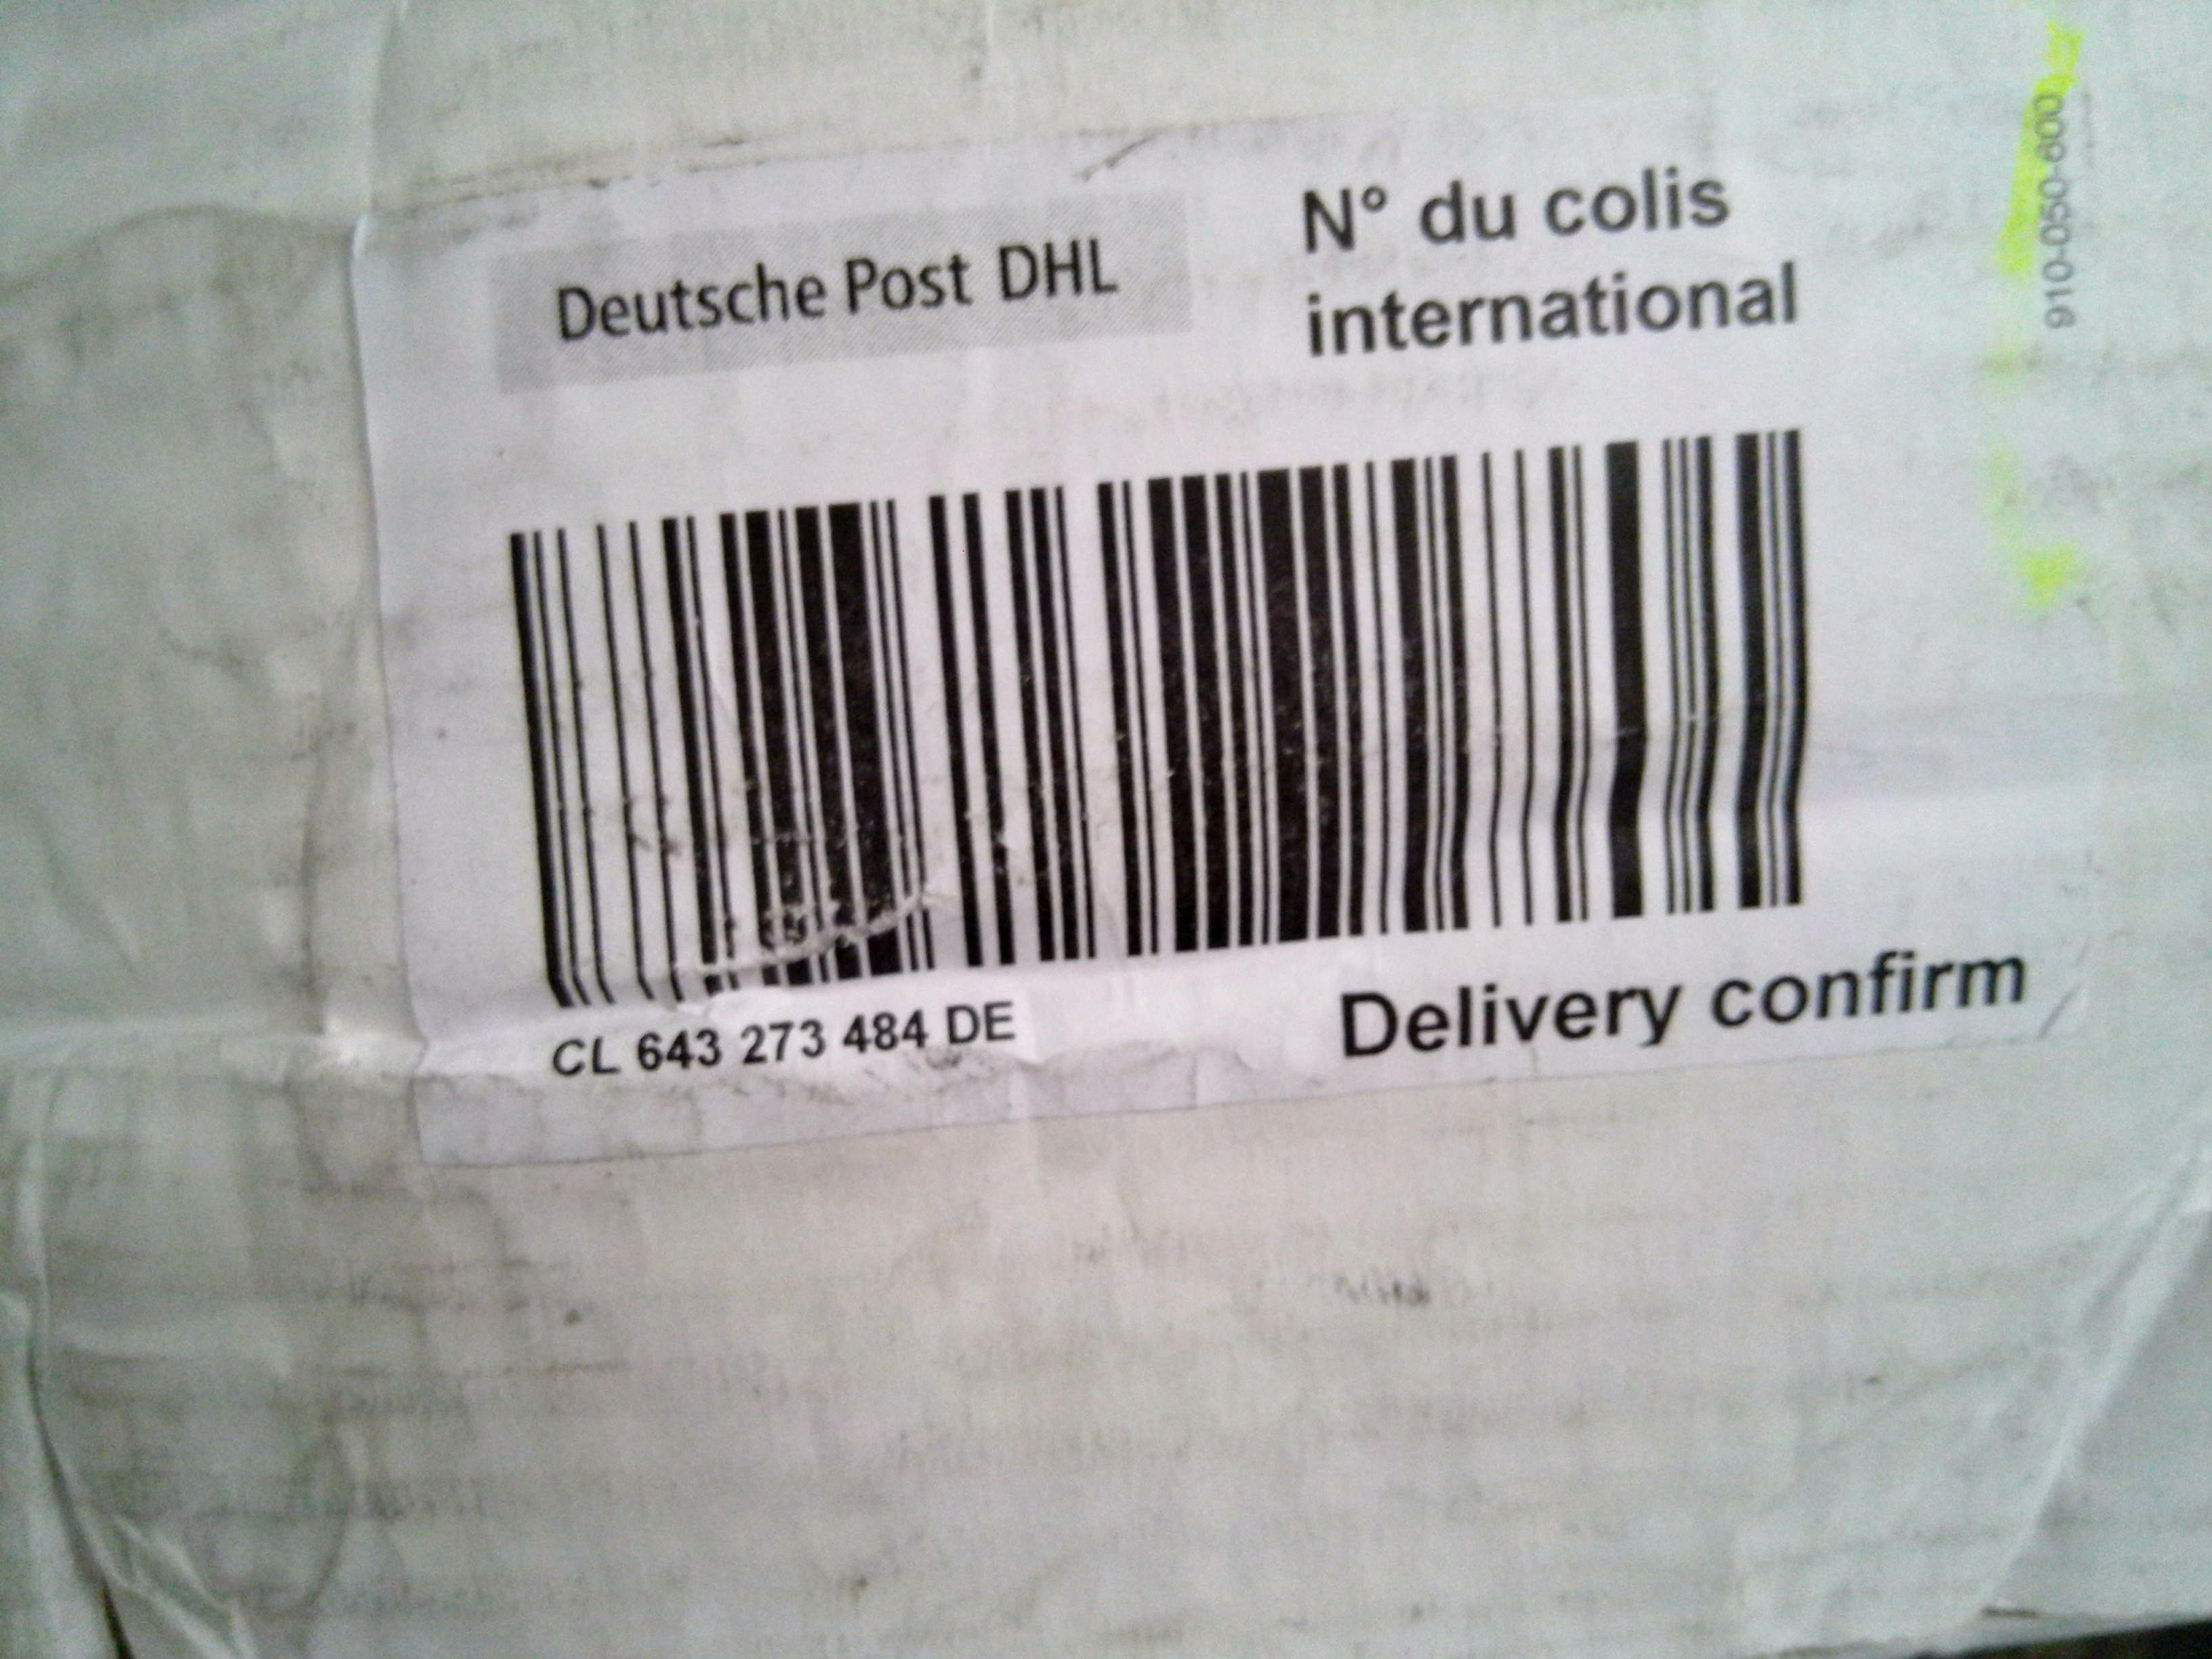 Deutsche Post DHL
N° du colis
international
910-050-600
CL 643 273 484 DE
Delivery confirm